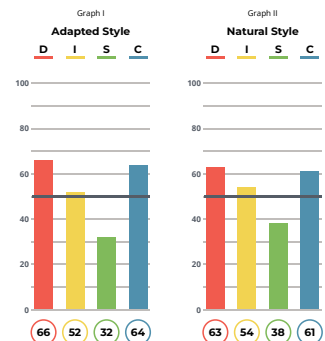 Graph I
Adapted Style
D I S C
100
80
60
40
20
0
66 52 32 64
Graph II
Natural Style
D I S C
100
80
60
40
20
0
63 54 38 61